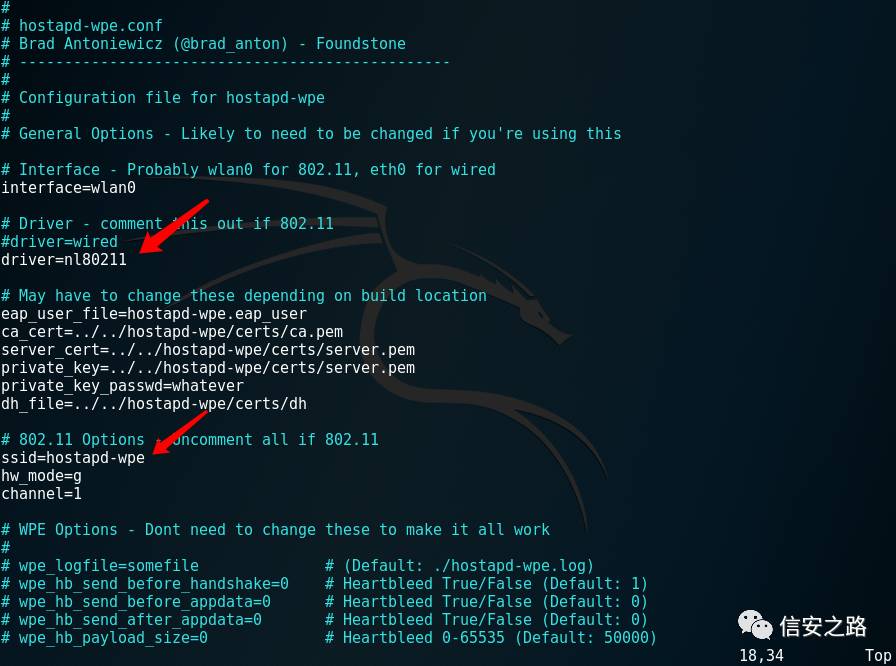 #
# hostapd-wpe.conf
# Brad Antoniewicz (@brad_anton) - Foundstone
# ------------------------------------------------
#
# Configuration file for hostapd-wpe
#
# General Options - Likely to need to be changed if you're using this
# Interface - Probably wlan0 for 802.11, eth0 for wired
interface=wlan0
# Driver - comment this out if 802.11
#driver=wired
driver=nl80211
# May have to change these depending on build location
eap_user_file=hostapd-wpe.eap_user
ca_cert=../../hostapd-wpe/certs/ca.pem
server_cert=../../hostapd-wpe/certs/server.pem
private_key=../../hostapd-wpe/certs/server.pem
private_key_passwd=whatever
dh_file=../../hostapd-wpe/certs/dh
# 802.11 Options - Uncomment all if 802.11
ssid=hostapd-wpe
hw_mode=g
channel=1
# WPE Options - Dont need to change these to make it all work
#
# wpe_logfile=somefile # (Default: ./hostapd-wpe.log)
# wpe_hb_send_before_handshake=0 # Heartbleed True/False (Default: 1)
# wpe_hb_send_before_appdata=0 # Heartbleed True/False (Default: 0)
# wpe_hb_send_after_appdata=0 # Heartbleed True/False (Default: 0)
# wpe_hb_payload_size=0 # Heartbleed 0-65535 (Default: 50000)
信安之路
18,34 Top